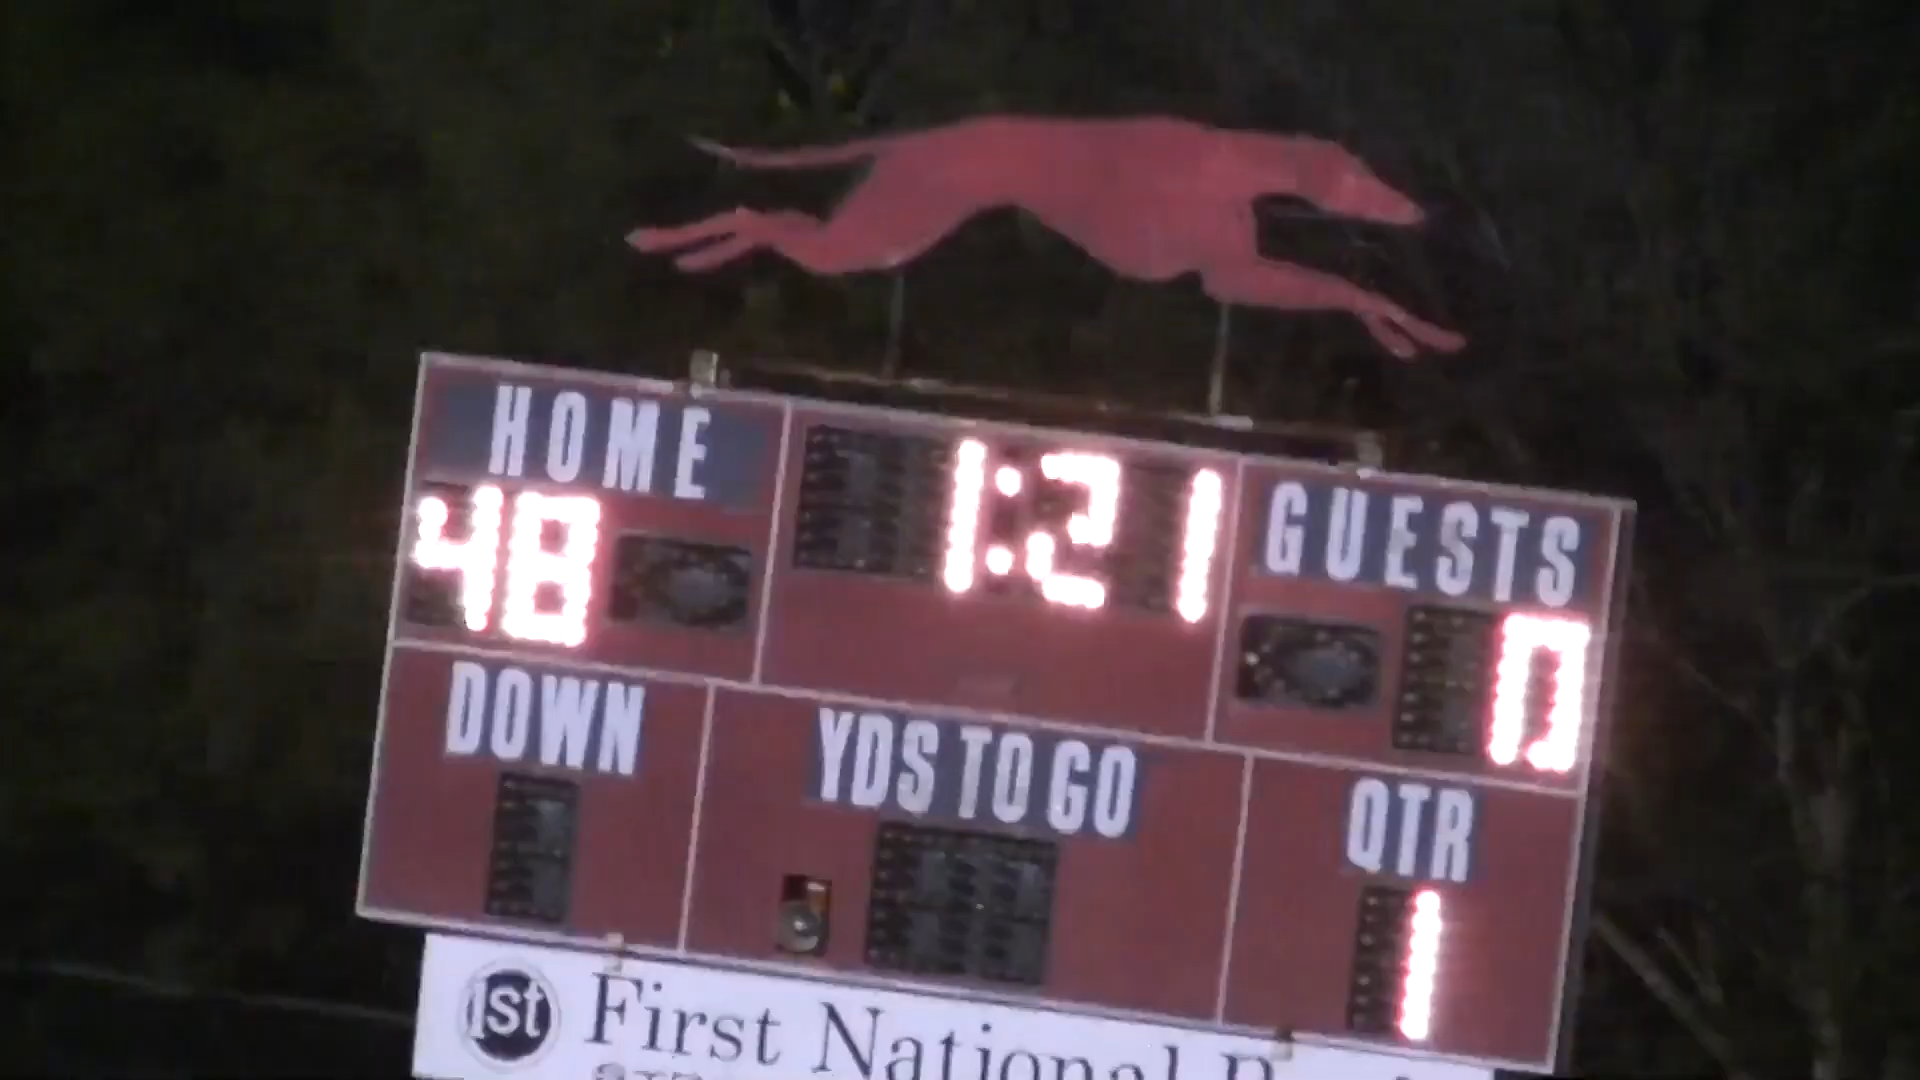 HOME
48
1:21
GUESTS
0
DOWN
YDS TO GO
QTR
1
1st
First National